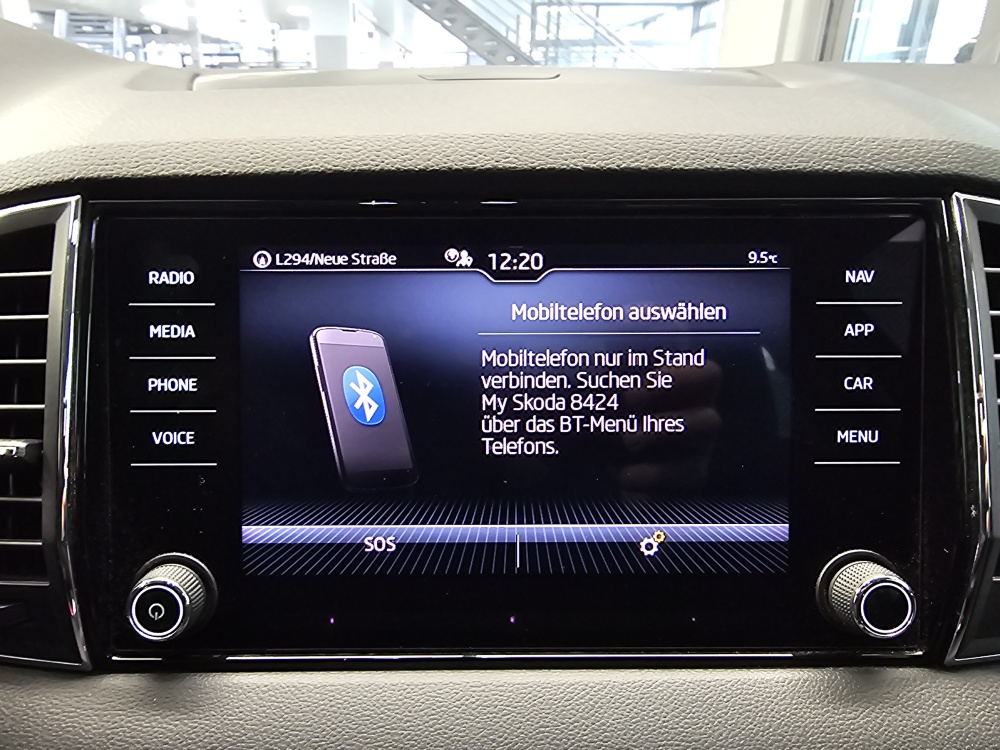 L294/Neue Straße 12:20 9.5°C
RADIO
MEDIA
PHONE
VOICE
Mobiltelefon auswählen
Mobiltelefon nur im Stand
verbinden. Suchen Sie
My Skoda 8424
über das BT-Menü Ihres
Telefons.
SOS
NAV
APP
CAR
MENU